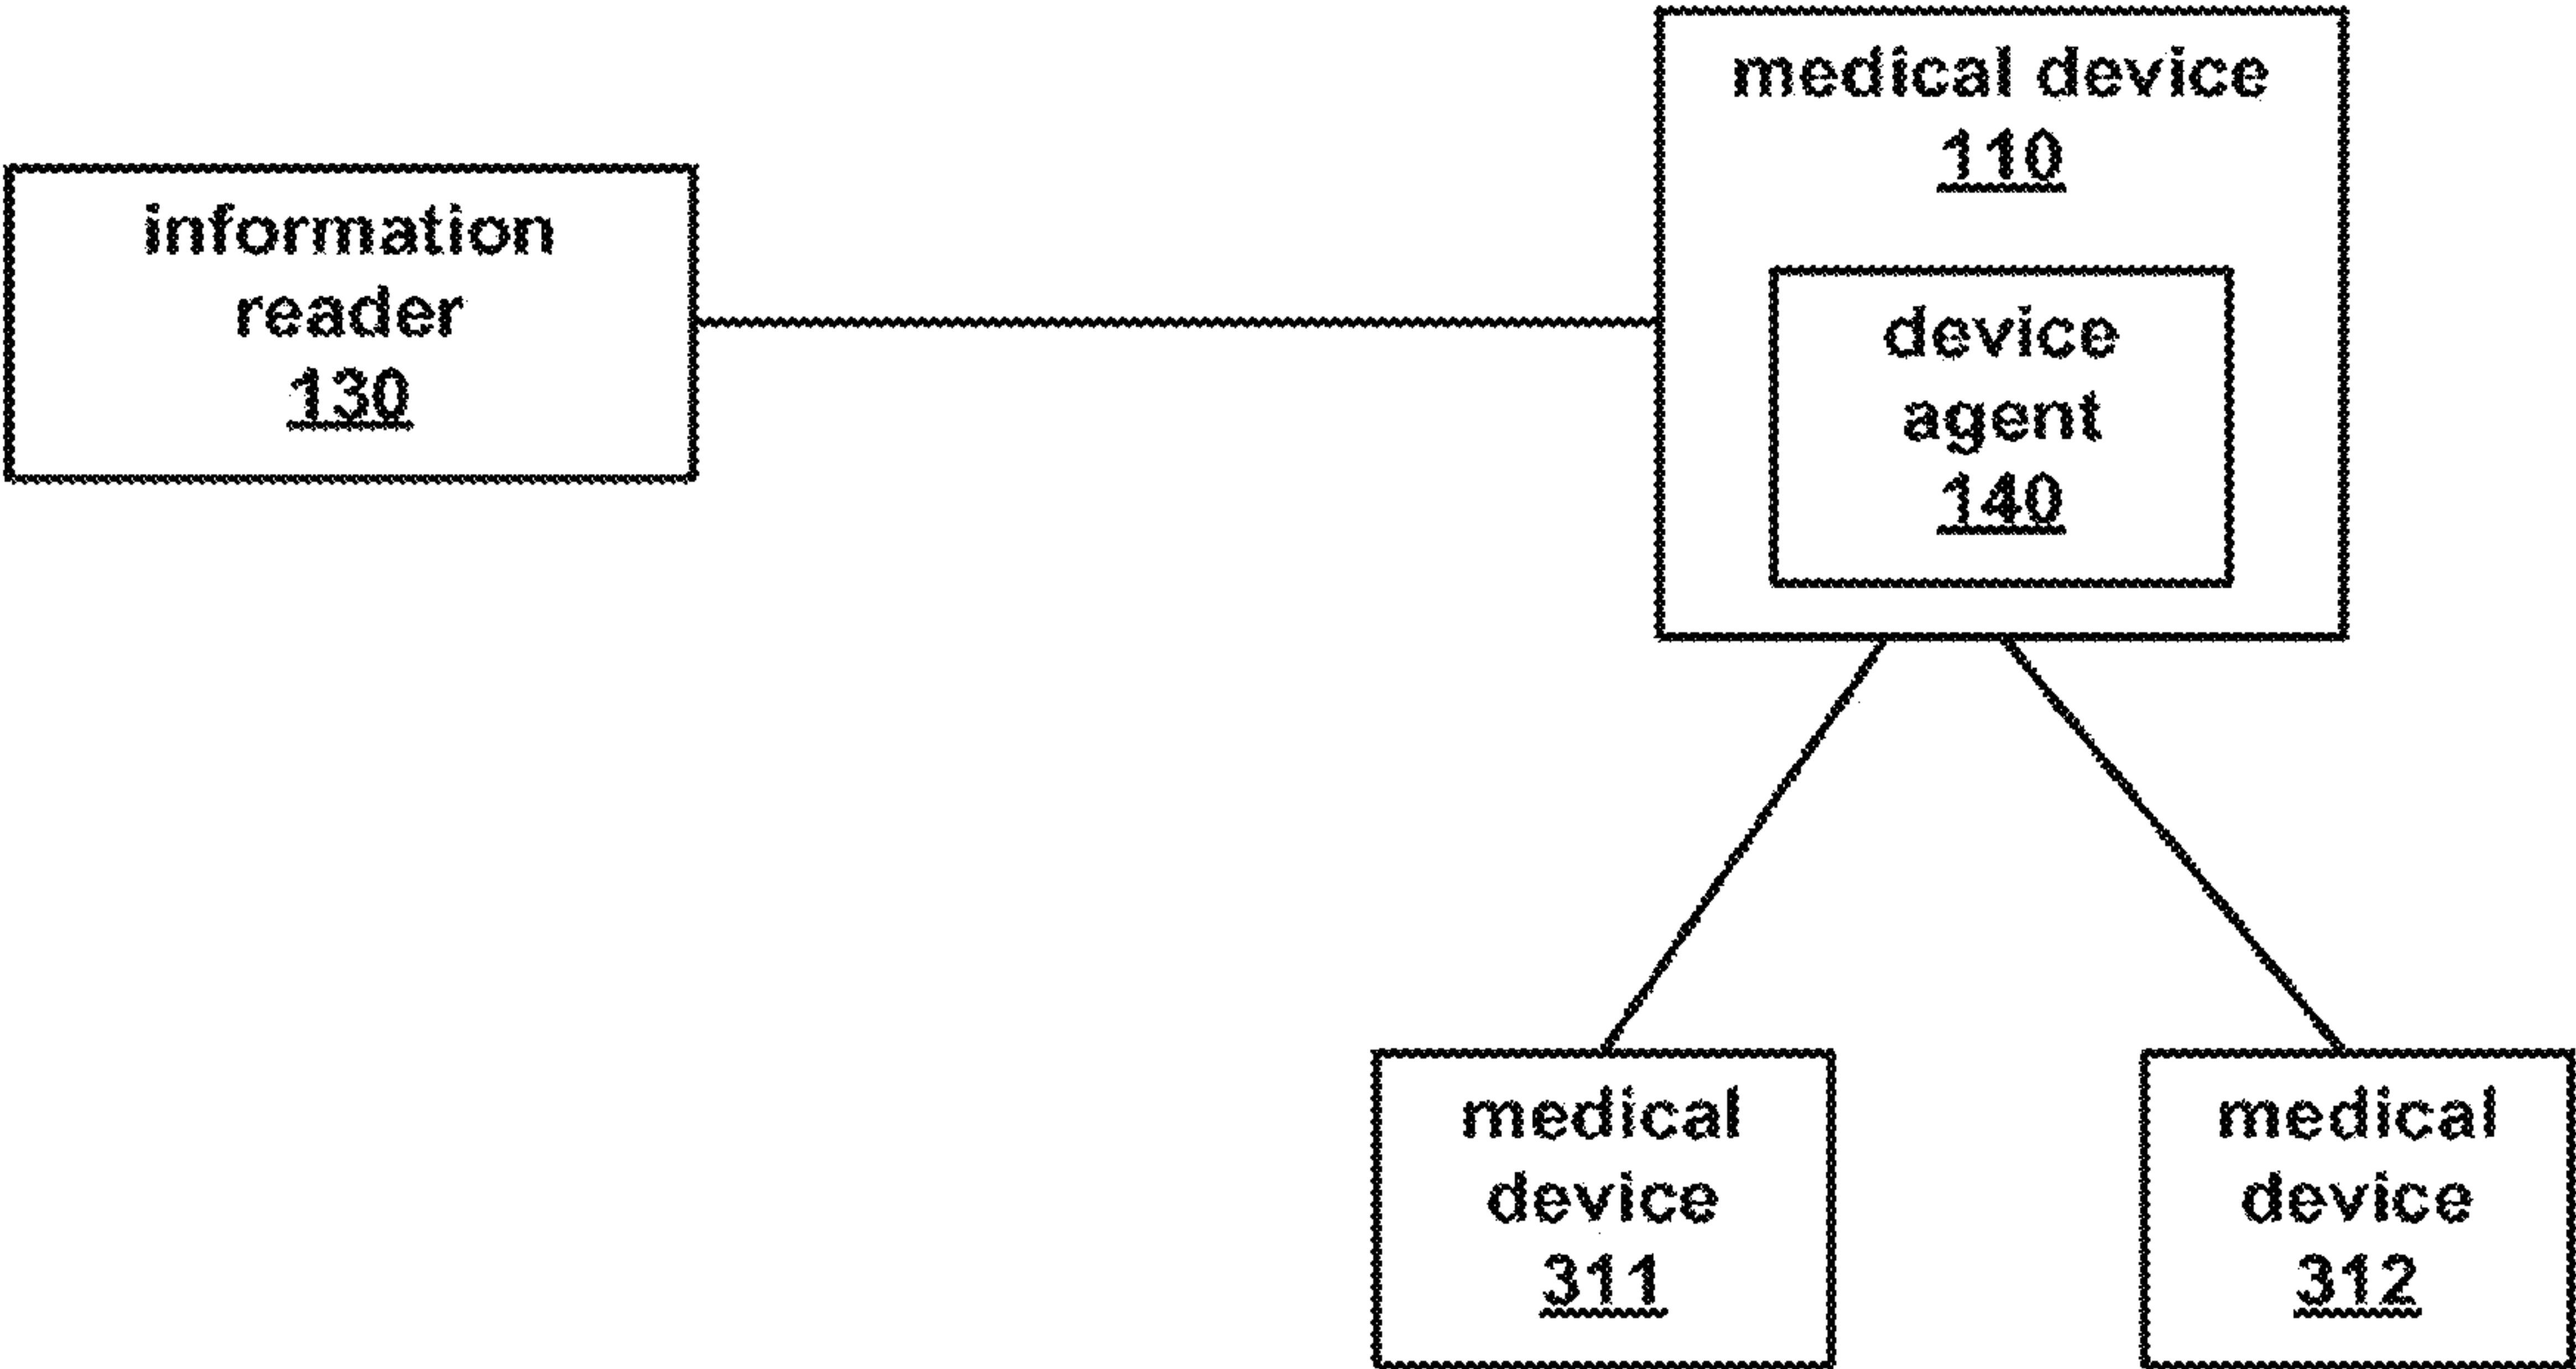 medical device
110
information
reader
130
device
agent
140
medical
device
311
medical
device
312